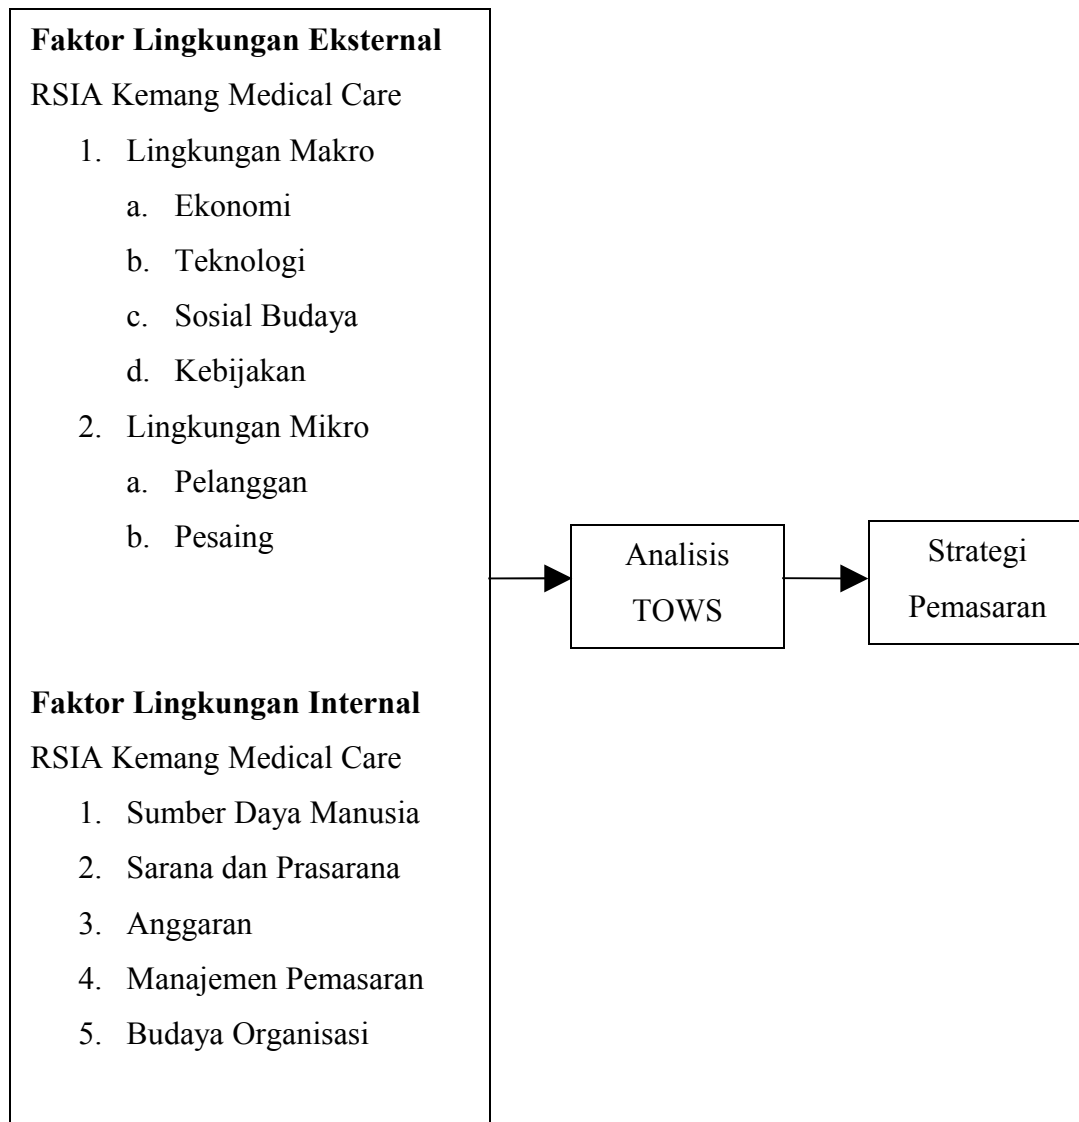 Faktor Lingkungan Eksternal
RSIA Kemang Medical Care
1. Lingkungan Makro
a. Ekonomi
b. Teknologi
c. Sosial Budaya
d. Kebijakan
2. Lingkungan Mikro
a. Pelanggan
b. Pesaing
Faktor Lingkungan Internal
RSIA Kemang Medical Care
1. Sumber Daya Manusia
2. Sarana dan Prasarana
3. Anggaran
4. Manajemen Pemasaran
5. Budaya Organisasi
Analisis
TOWS
Strategi
Pemasaran